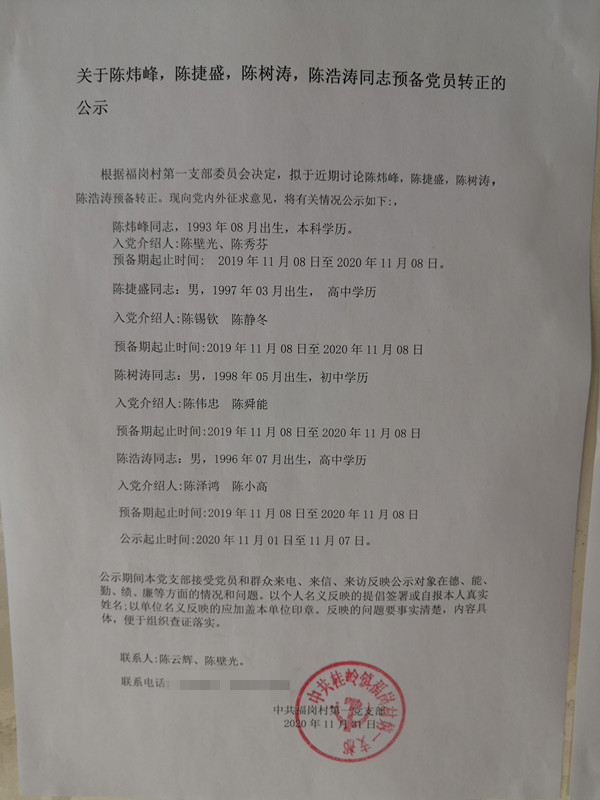 关于陈炜峰，陈捷盛，陈树涛，陈浩涛同志预备党员转正的
公示
根据福岗村第一支部委员会决定，拟于近期讨论陈炜峰，陈捷盛，陈树涛，
陈浩涛预备转正。现向党内外征求意见，将有关情况公示如下:，
陈炜峰同志，1993 年 08 月出生，本科学历。
入党介绍人:陈壁光、陈秀芬
预备期起止时间: 2019 年 11 月 08 日至 2020 年 11 月 08 日。
陈捷盛同志：男，1997 年 03 月出生， 高中学历
入党介绍人:陈锡钦 陈静冬
预备期起止时间:2019 年 11 月 08 日至 2020 年 11 月 08 日
陈树涛同志：男，1998 年 05 月出生，初中学历
入党介绍人:陈伟忠 陈舜能
预备期起止时间:2019 年 11 月 08 日至 2020 年 11 月 08 日
陈浩涛同志：男，1996 年 07 月出生，高中学历
入党介绍人:陈泽鸿 陈小高
预备期起止时间:2019 年 11 月 08 日至 2020 年 11 月 08 日
公示起止时间:2020 年 11 月 01 日至 11 月 07 日。
公示期间本党支部接受党员和群众来电、来信、来访反映公示对象在德、能、
勤、绩、廉等方面的情况和问题。以个人名义反映的提倡签署或自报本人真实
姓名;以单位名义反映的应加盖本单位印章。反映的问题要事实清楚，内容具
体，便于组织查证落实。
联系人:陈云辉、陈壁光。
联系电话:
中共福岗村第一党支部
2020 年 11 月 31 日
中共桂岭镇福岗村第一支部